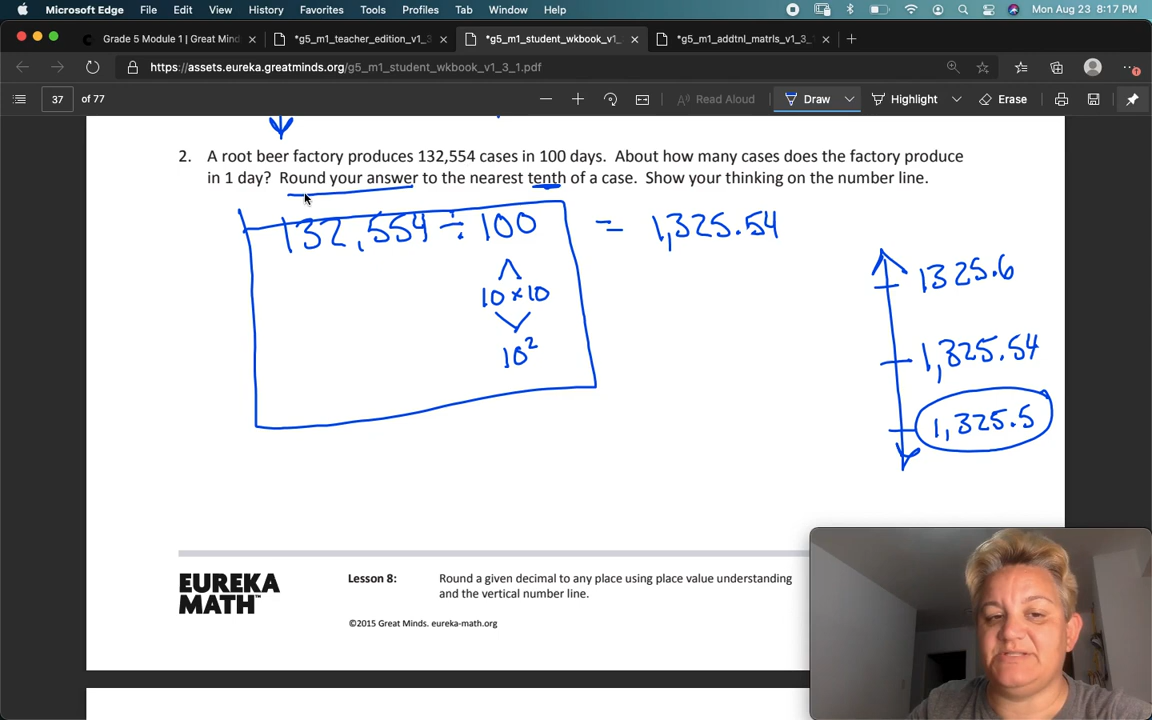 Microsoft Edge File Edit View History Favorites Tools Profiles Tab Window Help Mon Aug 23 8:17 PM
Grade 5 Module 1 | Great Mind *g5_m1_teacher_edition_v1_3 *g5_m1_student_wkbook_v1_ *g5_m1_addtnl_matrls_v1_3_
https://assets.eureka.greatminds.org/g5_m1_student_wkbook_v1_3_1.pdf
37 of 77 Read Aloud Draw Highlight Erase
2. A root beer factory produces 132,554 cases in 100 days. About how many cases does the factory produce
in 1 day? Round your answer to the nearest tenth of a case. Show your thinking on the number line.
132,554 ÷ 100 = 1,325.54
10 × 10
10²
1325.6
1,325.54
1,325.5
EUREKA
MATH™
Lesson 8: Round a given decimal to any place using place value understanding
and the vertical number line.
©2015 Great Minds. eureka-math.org